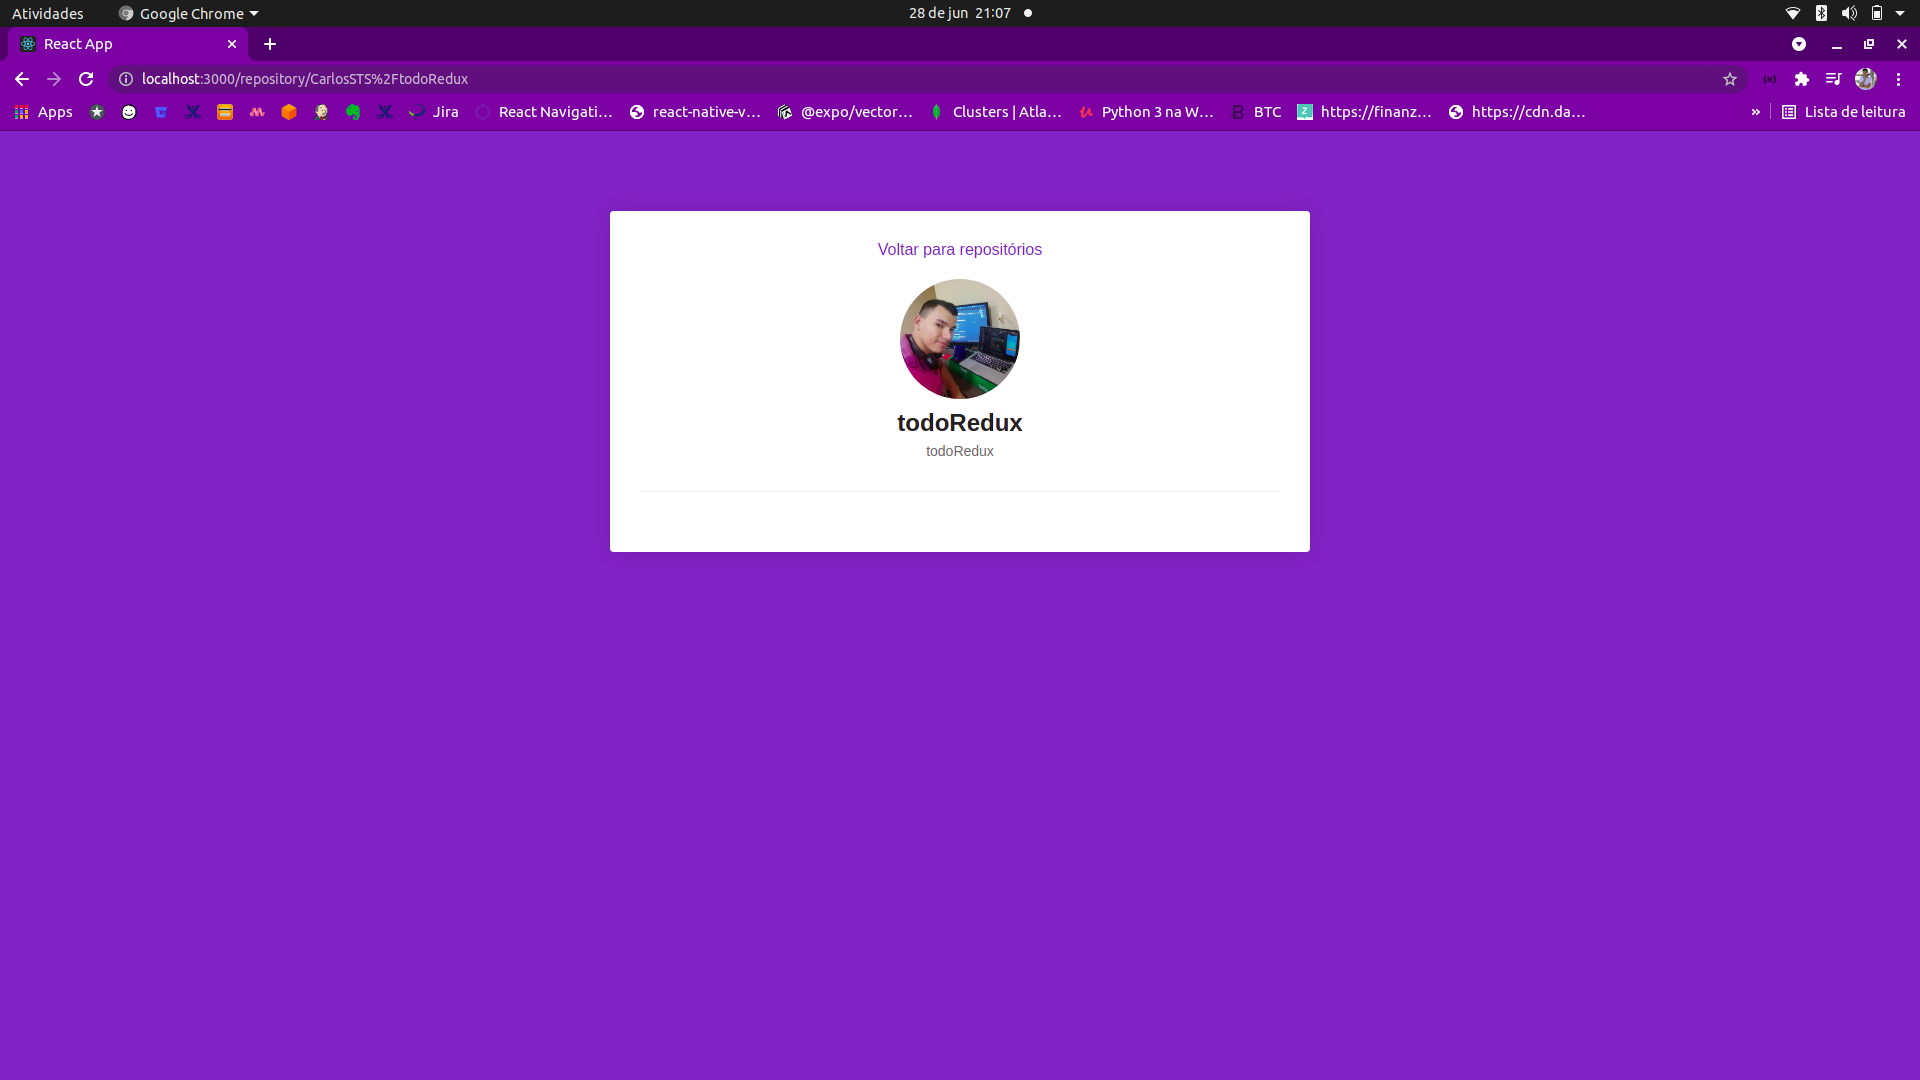 Atividades Google Chrome 28 de jun 21:07
React App
localhost:3000/repository/CarlosSTS%2FtodoRedux
Apps Jira React Navigati... react-native-v... @expo/vector... Clusters | Atla... Python 3 na W... BTC https://finanz... https://cdn.da... » Lista de leitura
Voltar para repositórios
todoRedux
todoRedux